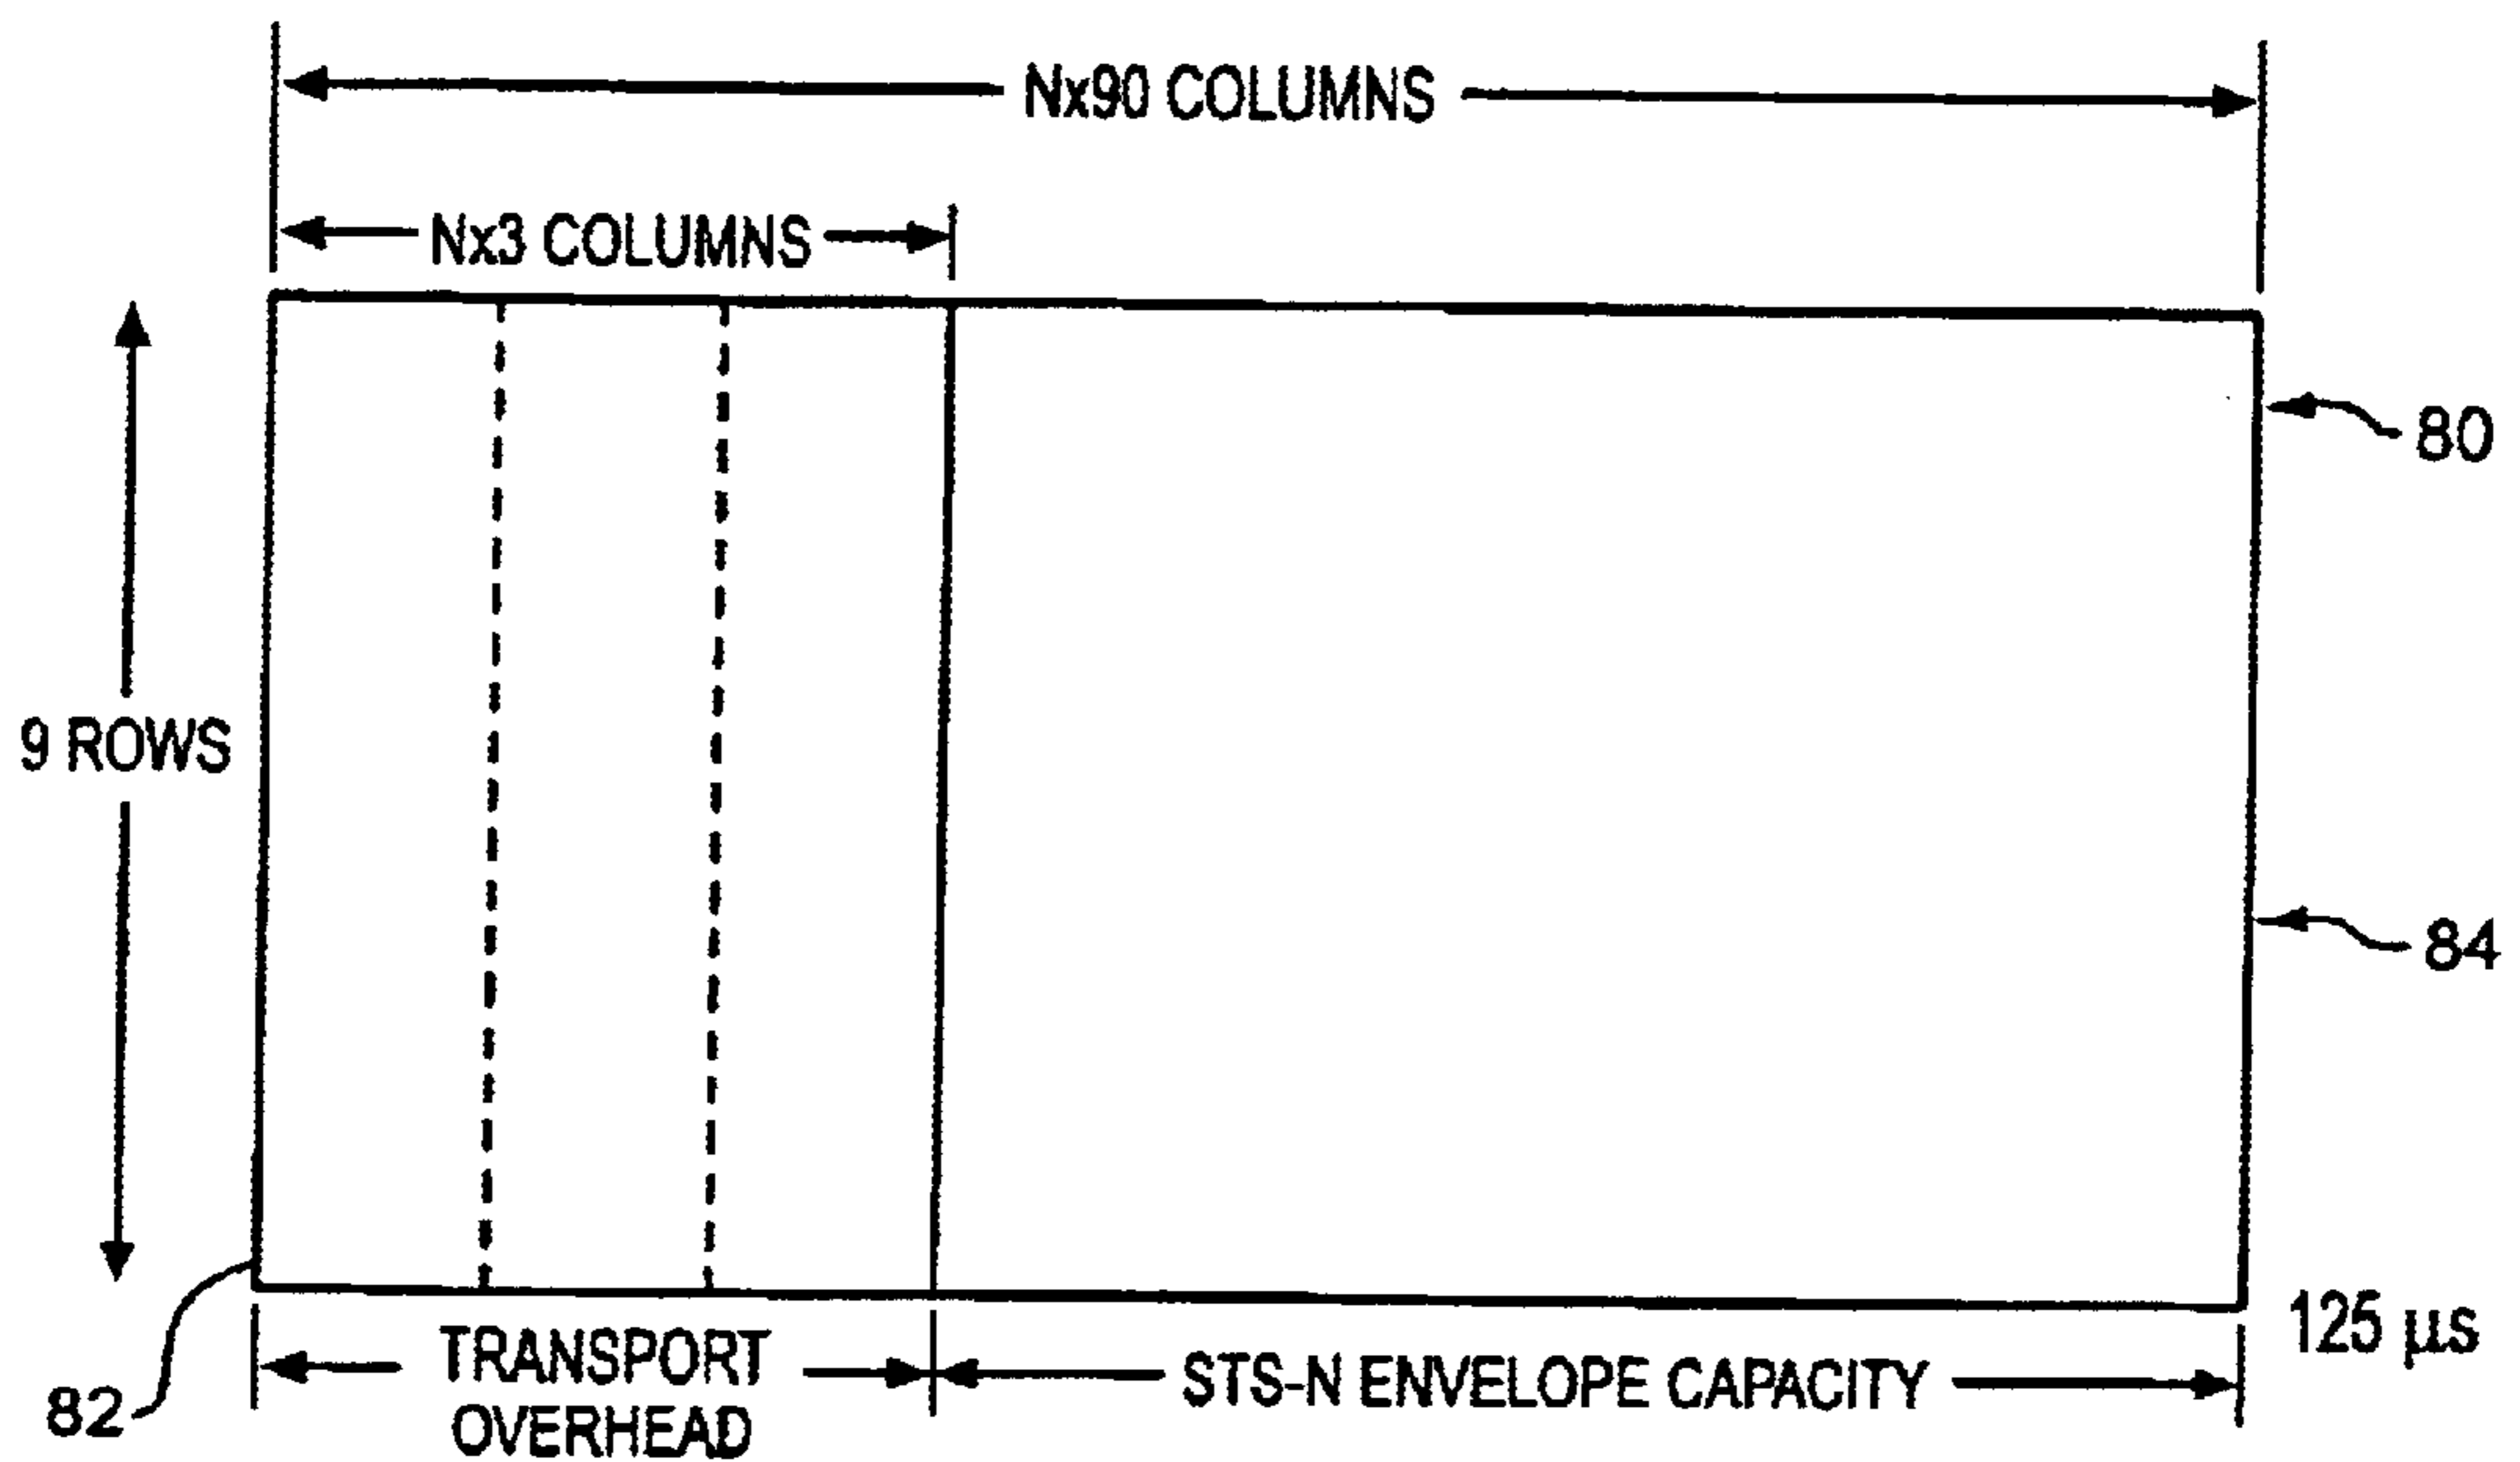 Nx90 COLUMNS
Nx3 COLUMNS
80
9 ROWS
84
125 µs
TRANSPORT
OVERHEAD
STS-N ENVELOPE CAPACITY
82